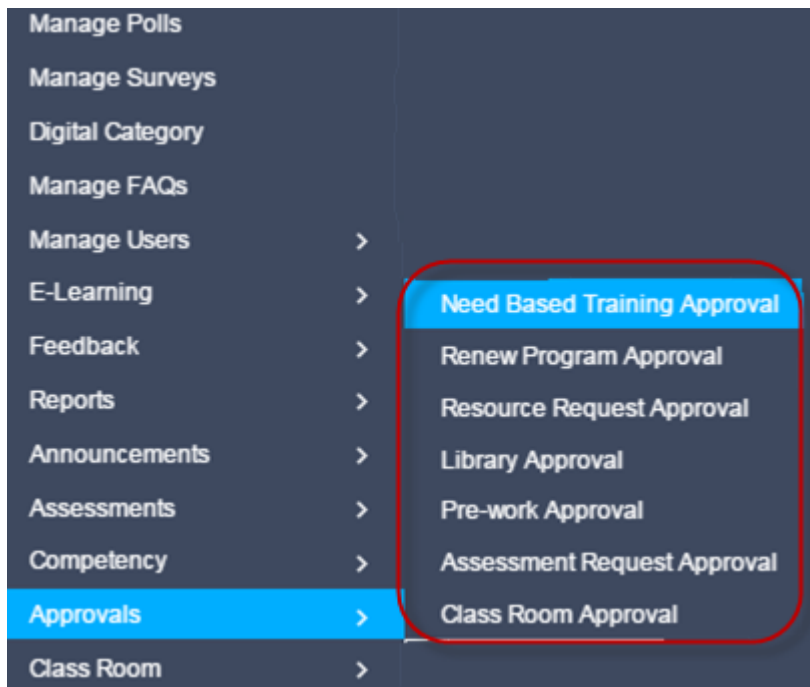 Manage Polls
Manage Surveys
Digital Category
Manage FAQs
Manage Users
E-Learning
Feedback
Reports
Announcements
Assessments
Competency
Approvals
Class Room
Need Based Training Approval
Renew Program Approval
Resource Request Approval
Library Approval
Pre-work Approval
Assessment Request Approval
Class Room Approval